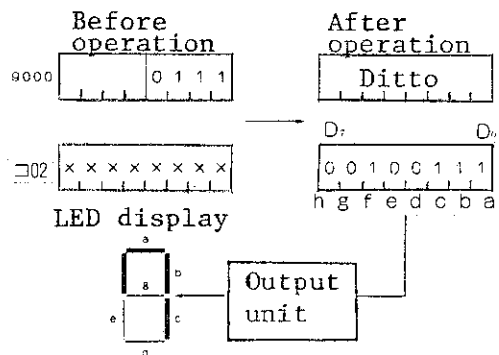 Before operation
After operation
9000
0 1 1 1
Ditto
D₇ D₀
× × × × × × × ×
0 0 1 0 0 1 1 1
h g f e d c b a
LED display
a
b
g
e
c
Output unit